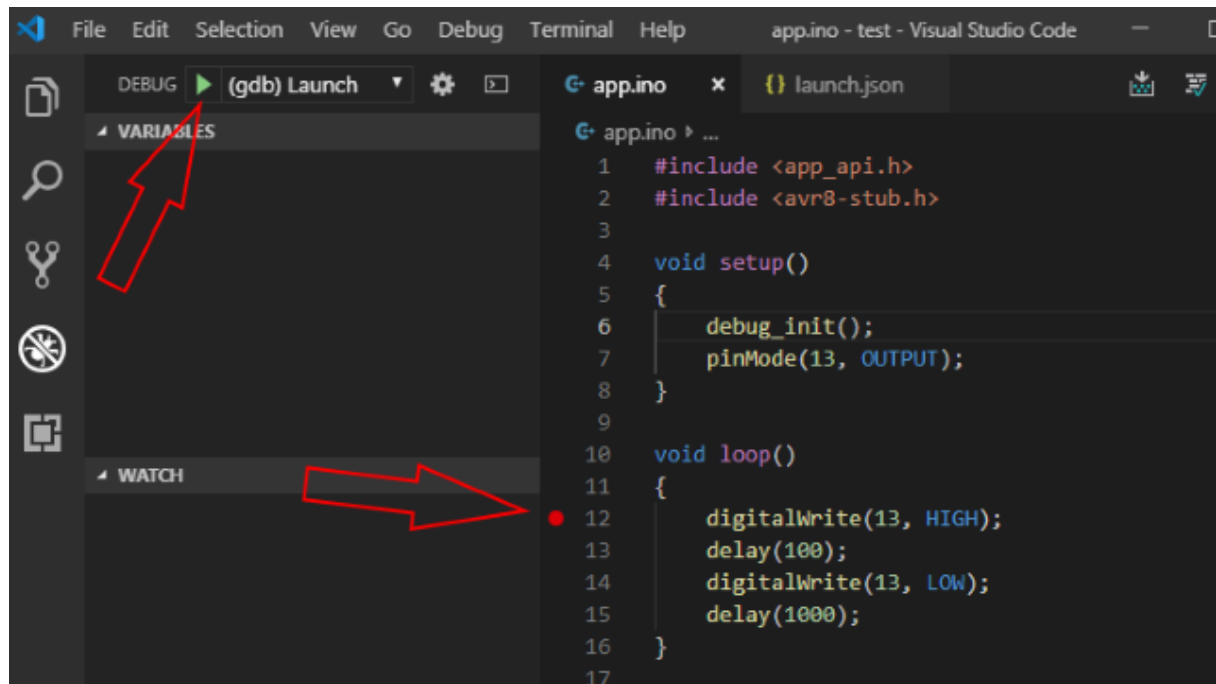 File Edit Selection View Go Debug Terminal Help app.ino - test - Visual Studio Code
DEBUG (gdb) Launch
app.ino × {} launch.json
VARIABLES
app.ino ...
1 #include <app_api.h>
2 #include <avr8-stub.h>
3
4 void setup()
5 {
6 debug_init();
7 pinMode(13, OUTPUT);
8 }
9
10 void loop()
WATCH
11 {
12 digitalWrite(13, HIGH);
13 delay(100);
14 digitalWrite(13, LOW);
15 delay(1000);
16 }
17